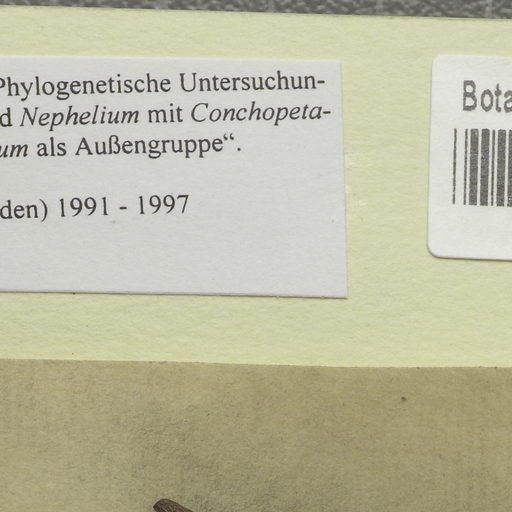 Phylogenetische Untersuchun-
d Nephelium mit Conchopeta-
um als Außengruppe“.
den) 1991 - 1997
Bota